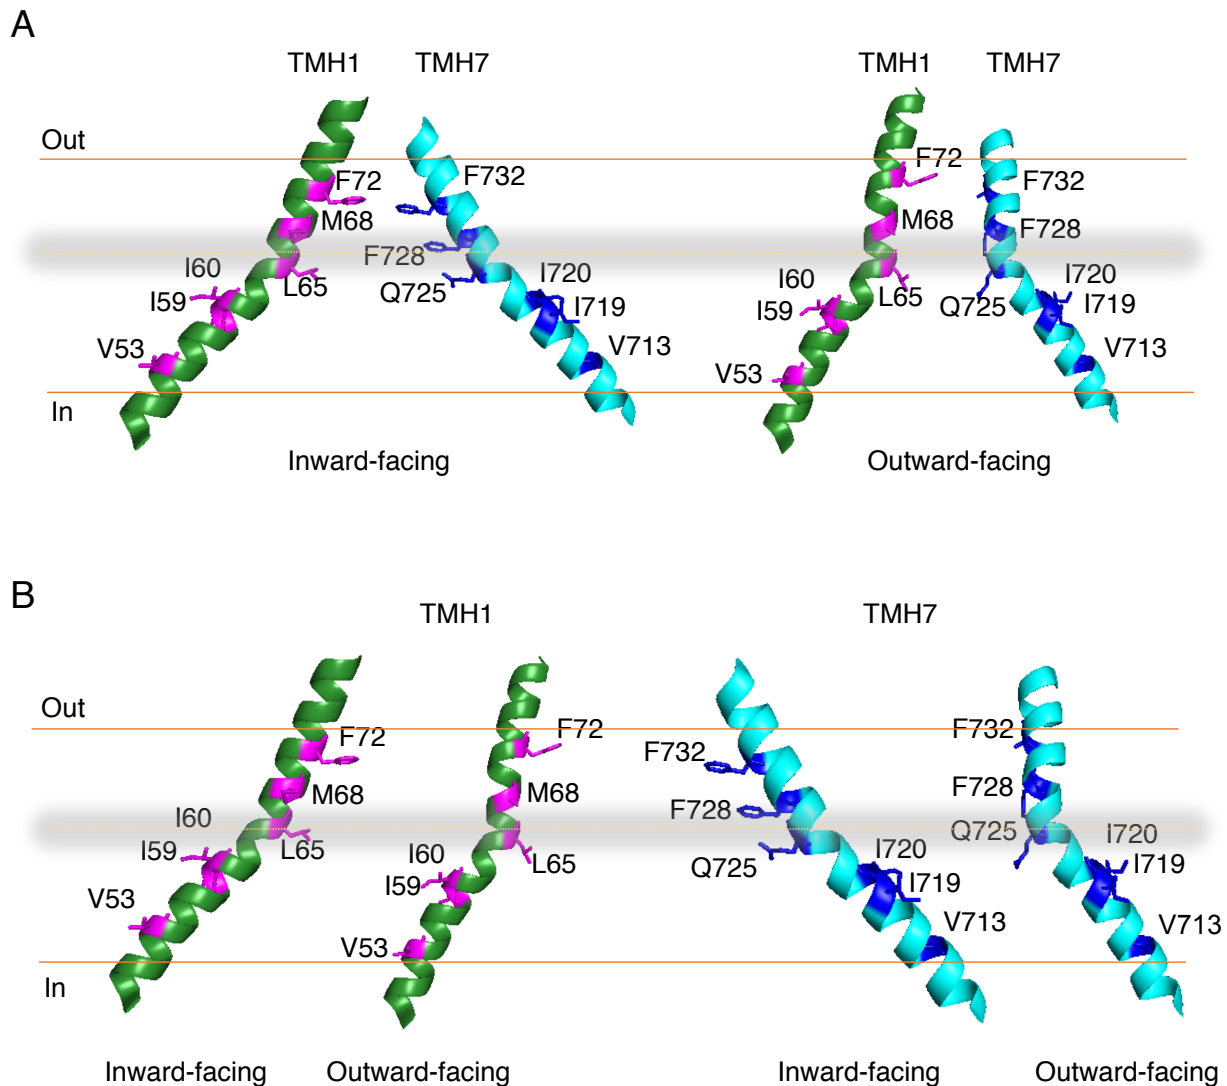 A
TMH1 TMH7 TMH1 TMH7
Out
F72 F732 F72 F732
M68 M68 F728
I60 F728 L65 Q725 I720 I60 L65 Q725 I720
I59 I719 I59 I719
V53 V713 V53 V713
In
Inward-facing Outward-facing
B
TMH1 TMH7
Out
F72 F72 F732 F732
M68 M68 F728 F728
I60 L65 Q725 I720
I59 I60 L65 Q725 I720 I719
V53 I59 I719 V713
V53 V713
In
Inward-facing Outward-facing Inward-facing Outward-facing